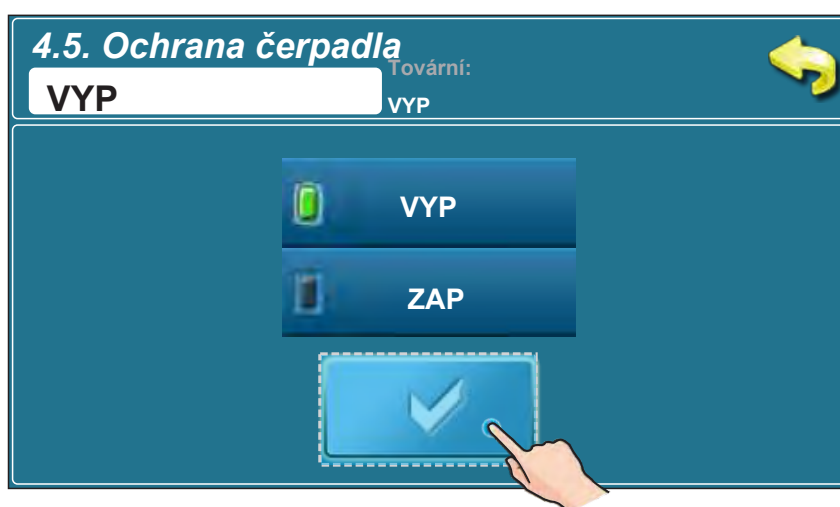 4.5. Ochrana čerpadla
Tovární:
VYP
VYP
VYP
ZAP